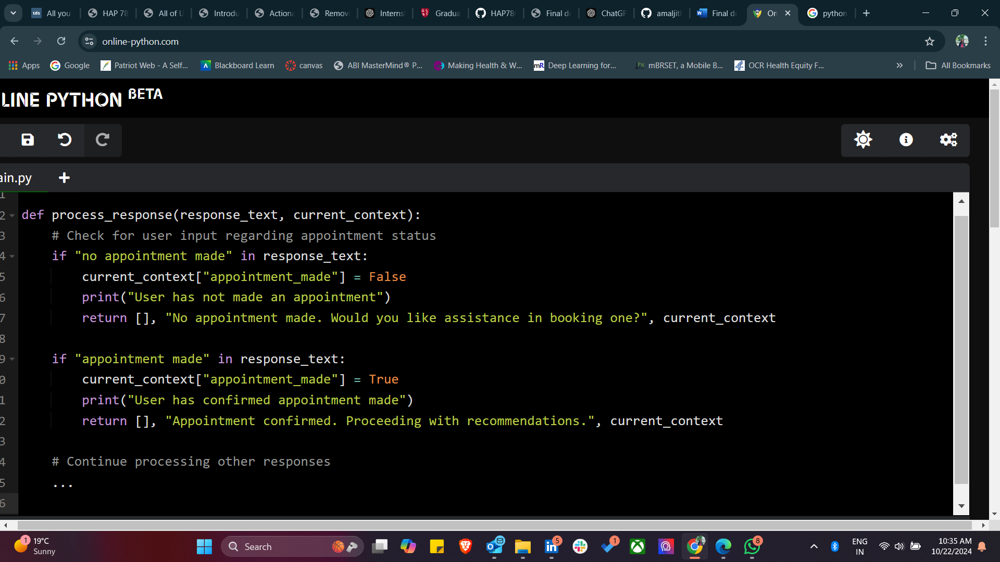 tds All you
HAP 78
All of U
Introdu
Actiona
Remov
Interns
Gradua
HAP78
Final do
ChatGP
amaljit
Final do
On
python
online-python.com
Apps
Google
Patriot Web - A Self...
Blackboard Learn
canvas
ABI MasterMind® P...
Making Health & W...
mR Deep Learning for...
PN mBRSET, a Mobile B...
OCR Health Equity F...
All Bookmarks
LINE PYTHON BETA
ain.py
1
2 def process_response(response_text, current_context):
3 # Check for user input regarding appointment status
4 if "no appointment made" in response_text:
5 current_context["appointment_made"] = False
6 print("User has not made an appointment")
7 return [], "No appointment made. Would you like assistance in booking one?", current_context
8
9 if "appointment made" in response_text:
0 current_context["appointment_made"] = True
1 print("User has confirmed appointment made")
2 return [], "Appointment confirmed. Proceeding with recommendations.", current_context
3
4 # Continue processing other responses
5 ...
6
1
19°C
Sunny
Search
5
1
8
ENG
IN
10:35 AM
10/22/2024